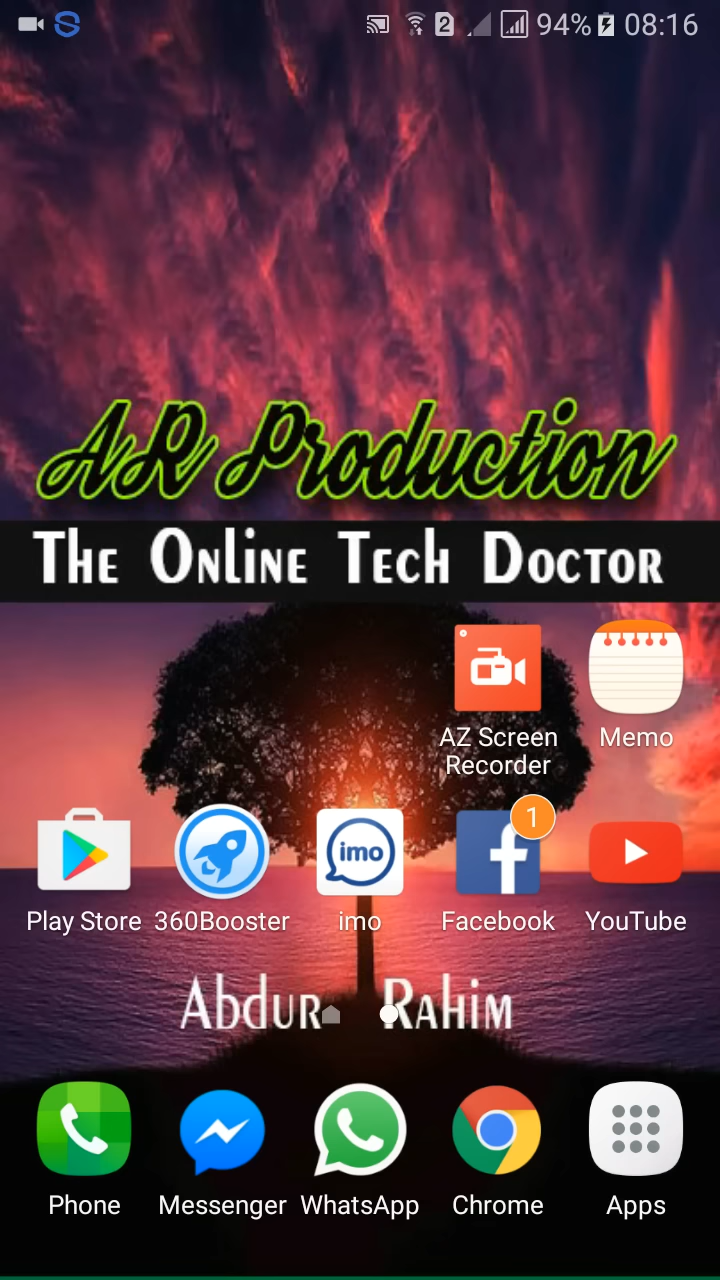 2 94% 08:16
AR Production
The Online Tech Doctor
AZ Screen Recorder
Memo
Play Store
360Booster
imo
imo
1
Facebook
YouTube
Abdur Rahim
Phone
Messenger
WhatsApp
Chrome
Apps